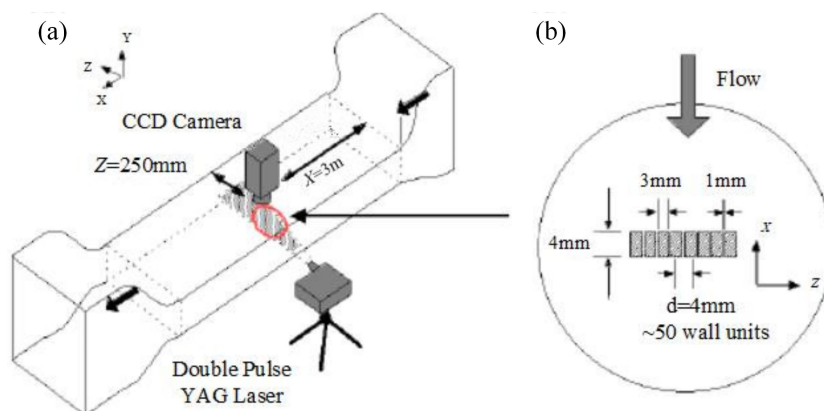 (a)
Y
Z
X
CCD Camera
Z=250mm
X=3m
Double Pulse
YAG Laser
(b)
Flow
3mm
1mm
4mm
x
z
d=4mm
~50 wall units